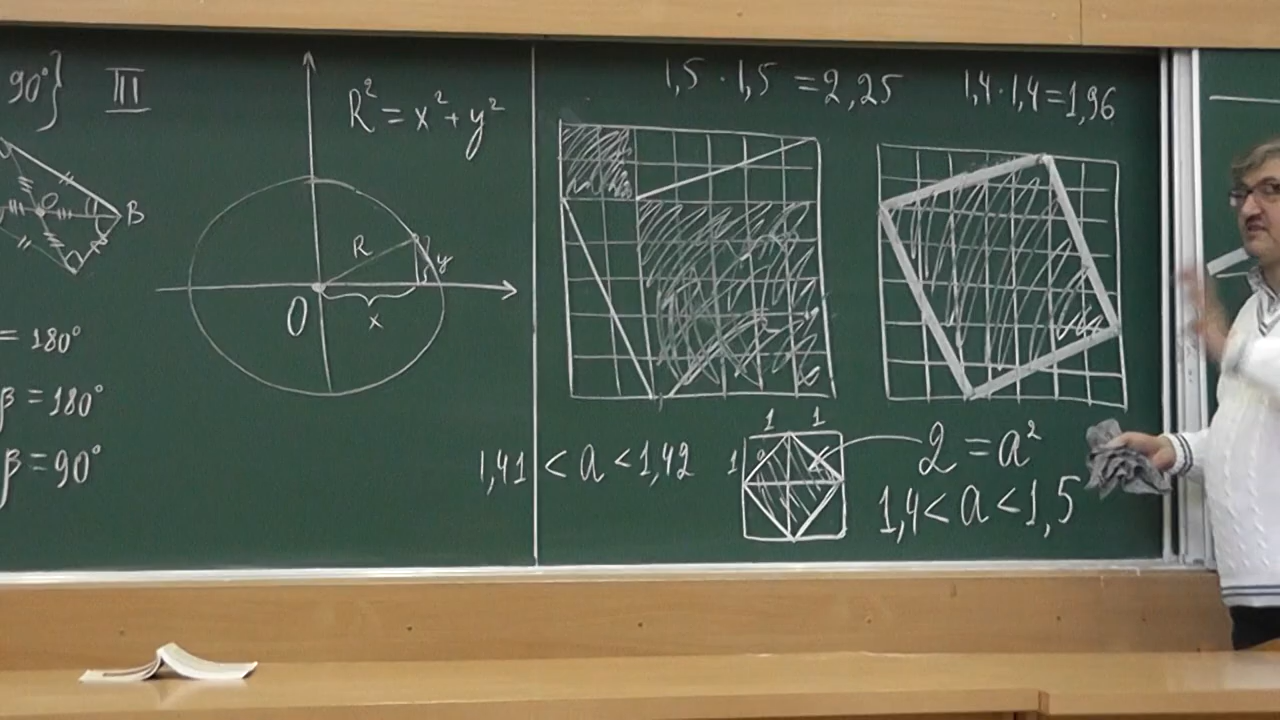 90°}
III
B
O
= 180°
β = 180°
β = 90°
R² = x² + y²
R
y
O
x
1,5 · 1,5 = 2,25
1,4 · 1,4 = 1,96
1 1
1
2 = a²
1,41 < a < 1,42
1,4 < a < 1,5